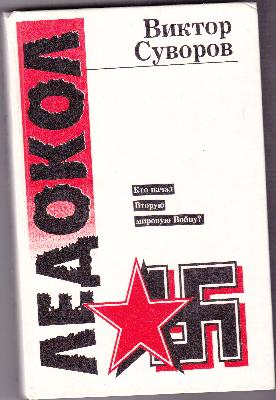 Виктор
Суворов
ЛЕДОКОЛ
Кто начал
Вторую
мировую Войну?